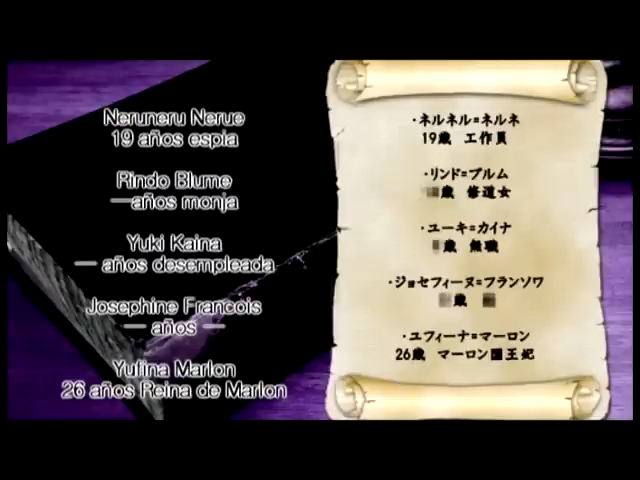 Neruneru Nerue
19 años espia
Rindo Blume
— años monja
Yuki Kaina
— años desempleada
Josephine Francois
— años —
Yufina Marlon
26 años Reina de Marlon
・ネルネル=ネルネ
19歳 工作員
・リンド=ブルム
歳 修道女
・ユーキ=カイナ
歳 無職
・ジョセフィーヌ=フランソワ
歳
・ユフィーナ=マーロン
26歳 マーロン国王妃